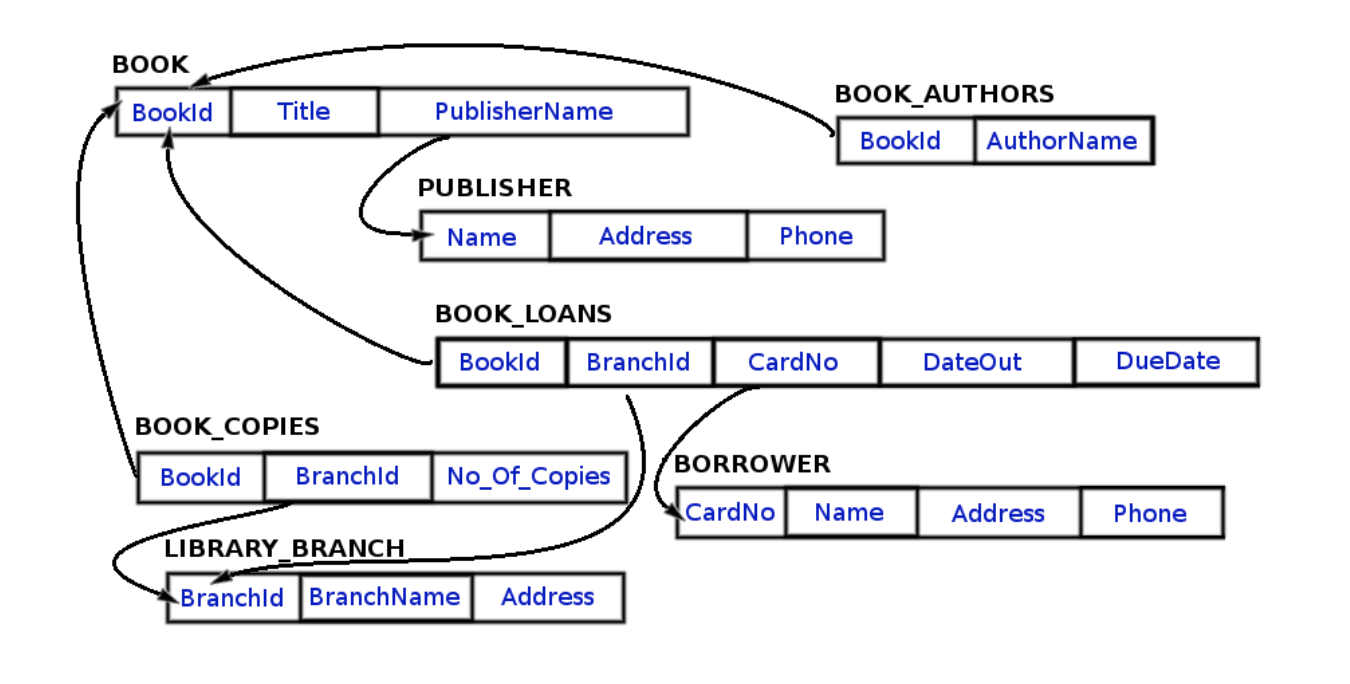 BOOK
BookId Title PublisherName
BOOK_AUTHORS
BookId AuthorName
PUBLISHER
Name Address Phone
BOOK_LOANS
BookId BranchId CardNo DateOut DueDate
BOOK_COPIES
BookId BranchId No_Of_Copies
BORROWER
CardNo Name Address Phone
LIBRARY_BRANCH
BranchId BranchName Address